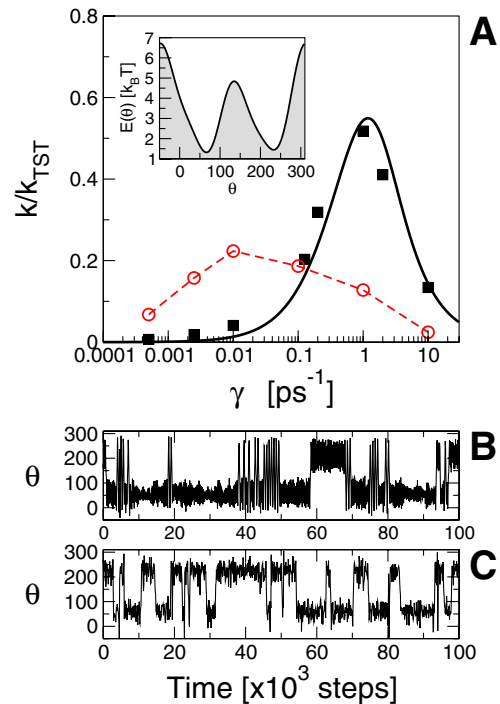 A
0.8
0.6
0.4
0.2
0
k/k_TST
7
6
5
4
3
2
1
E(θ) [k_BT]
0 100 200 300
θ
0.0001 0.001 0.01 0.1 1 10
γ [ps⁻¹]
B
300
200
100
0
θ
0 20 40 60 80 100
C
300
200
100
0
θ
0 20 40 60 80 100
Time [x10³ steps]